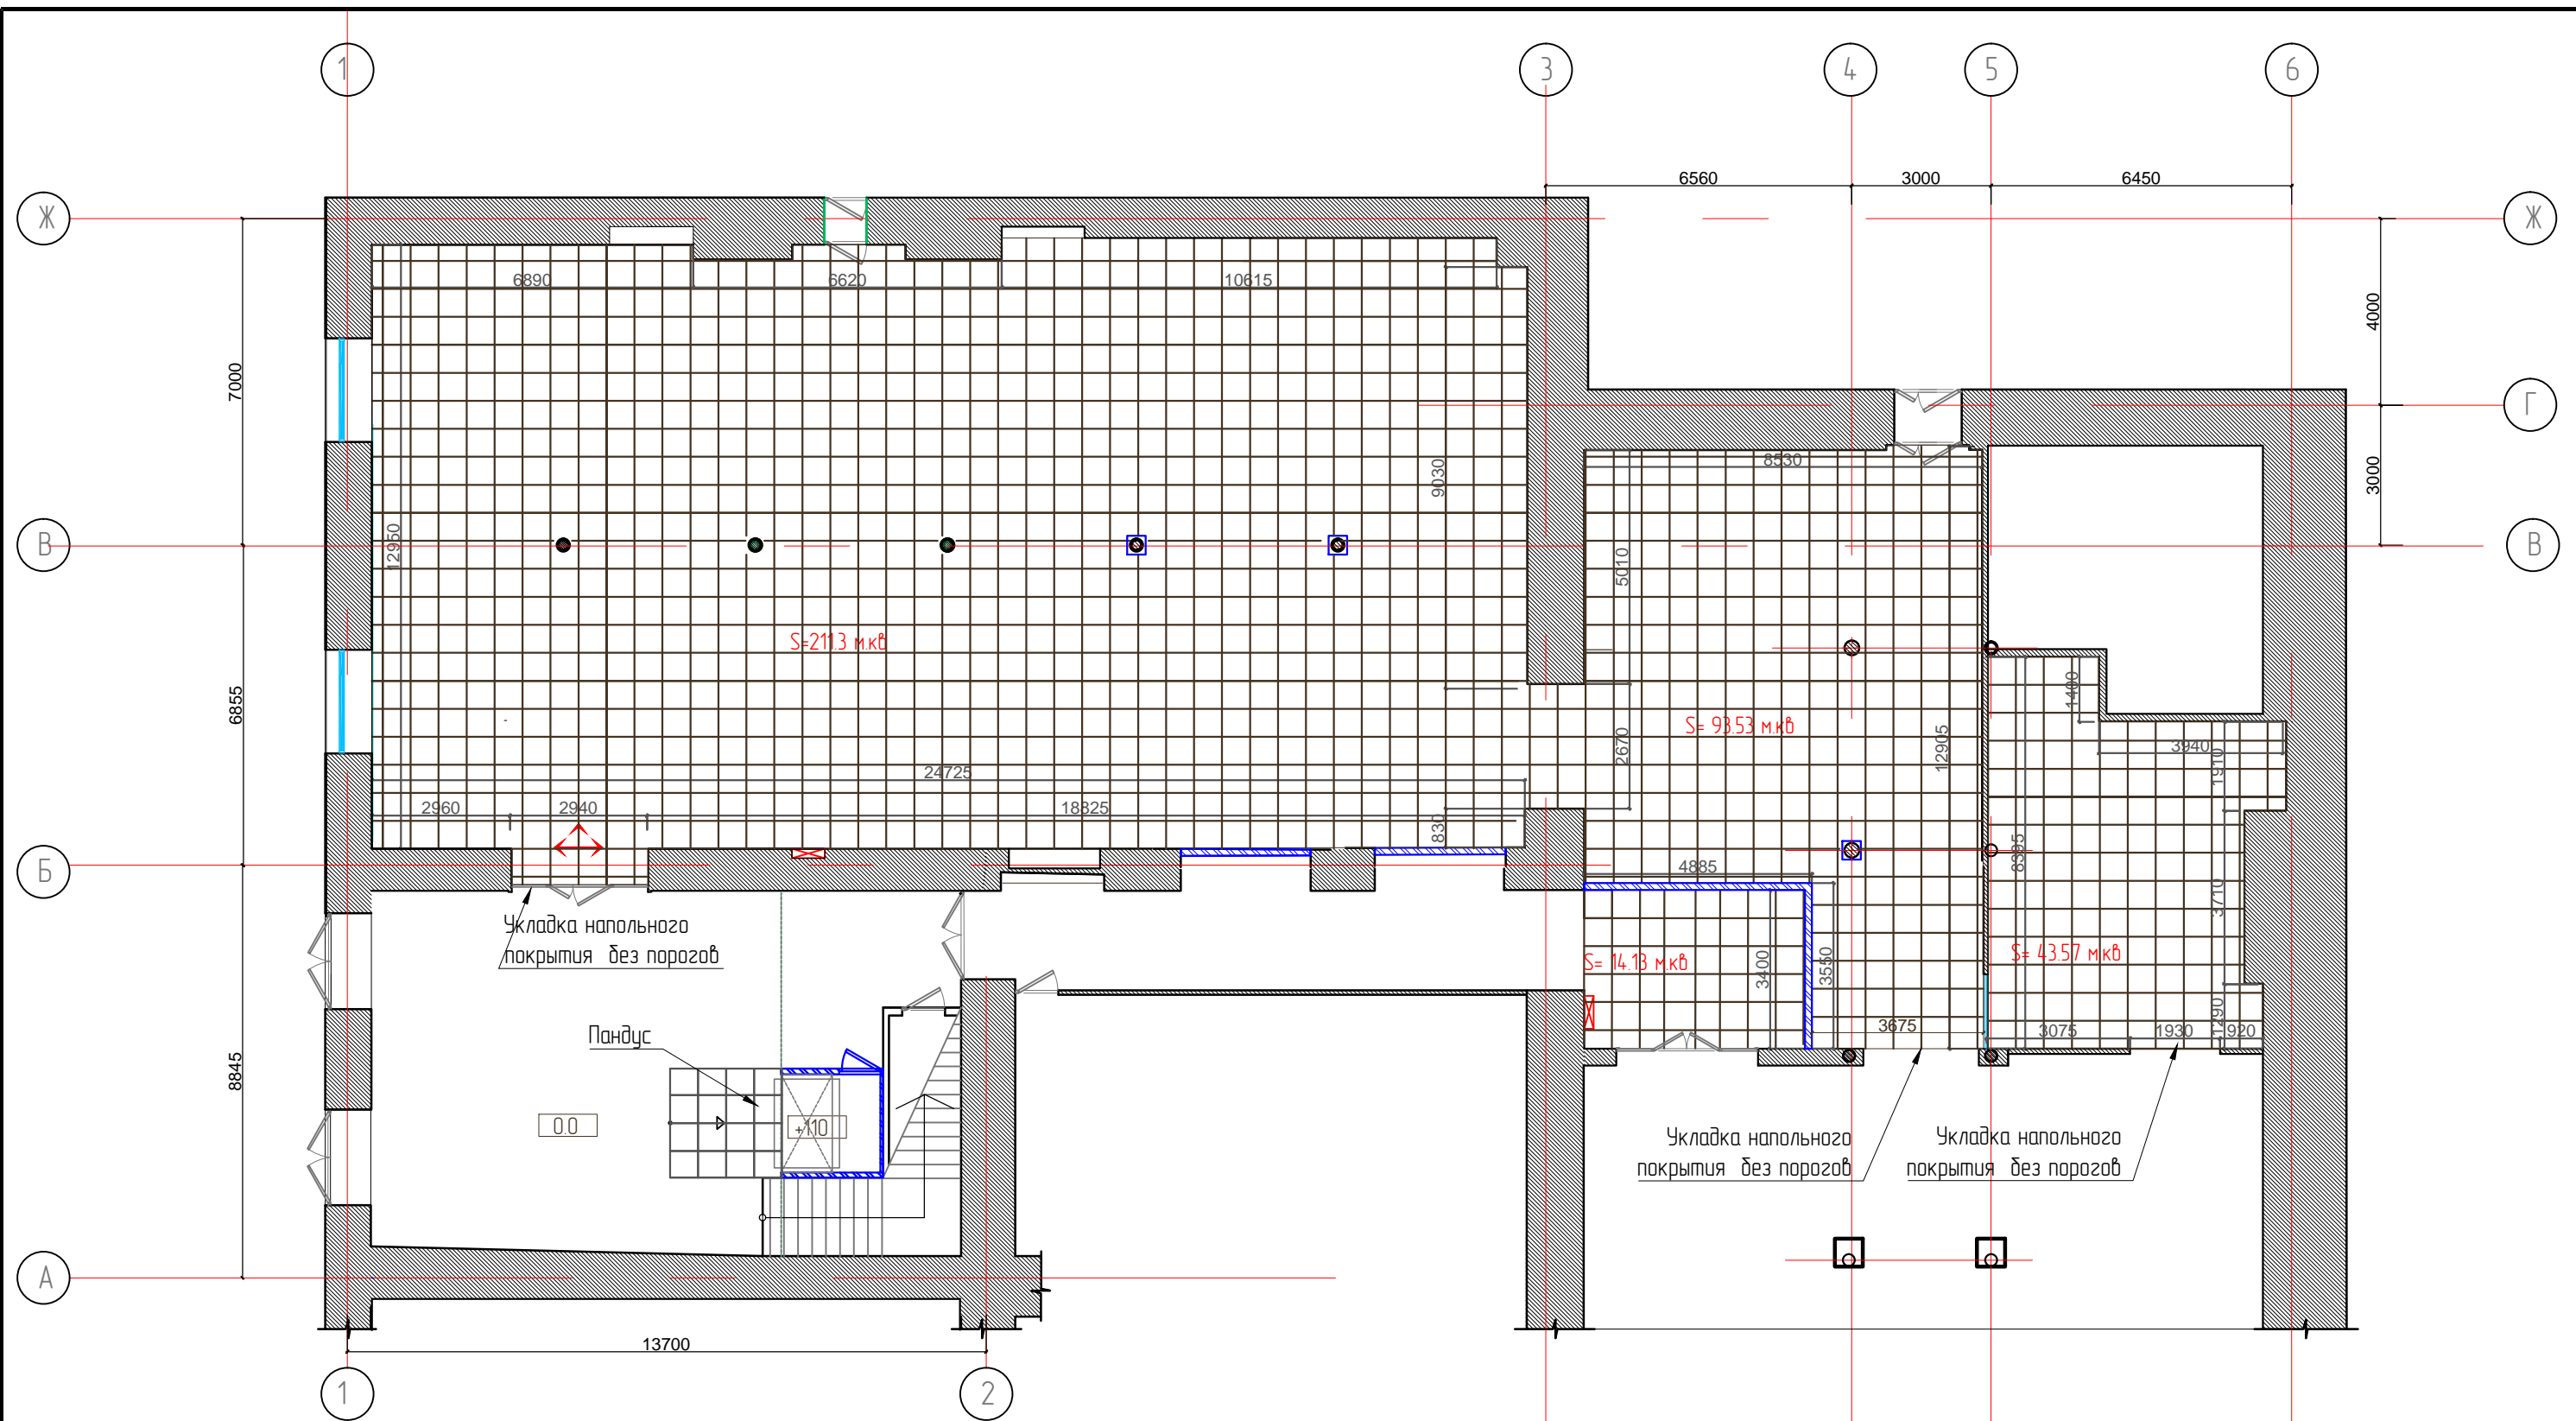 1
3
4
5
6
6560
3000
6450
Ж
Ж
6890
6620
10615
4000
7000
Г
9030
8530
3000
В
12950
В
5010
S=211.3 м.кв
1400
6855
S= 93.53 м.кв
2670
12905
3940
1910
24725
2960
2940
18825
830
Б
4885
8395
3710
Укладка напольного
покрытия без порогов
S= 14.13 м.кв
3400
3550
S= 43.57 м.кв
1290
3675
3075
1930
920
Пандус
8845
0.0
+110
Укладка напольного
покрытия без порогов
Укладка напольного
покрытия без порогов
А
13700
1
2